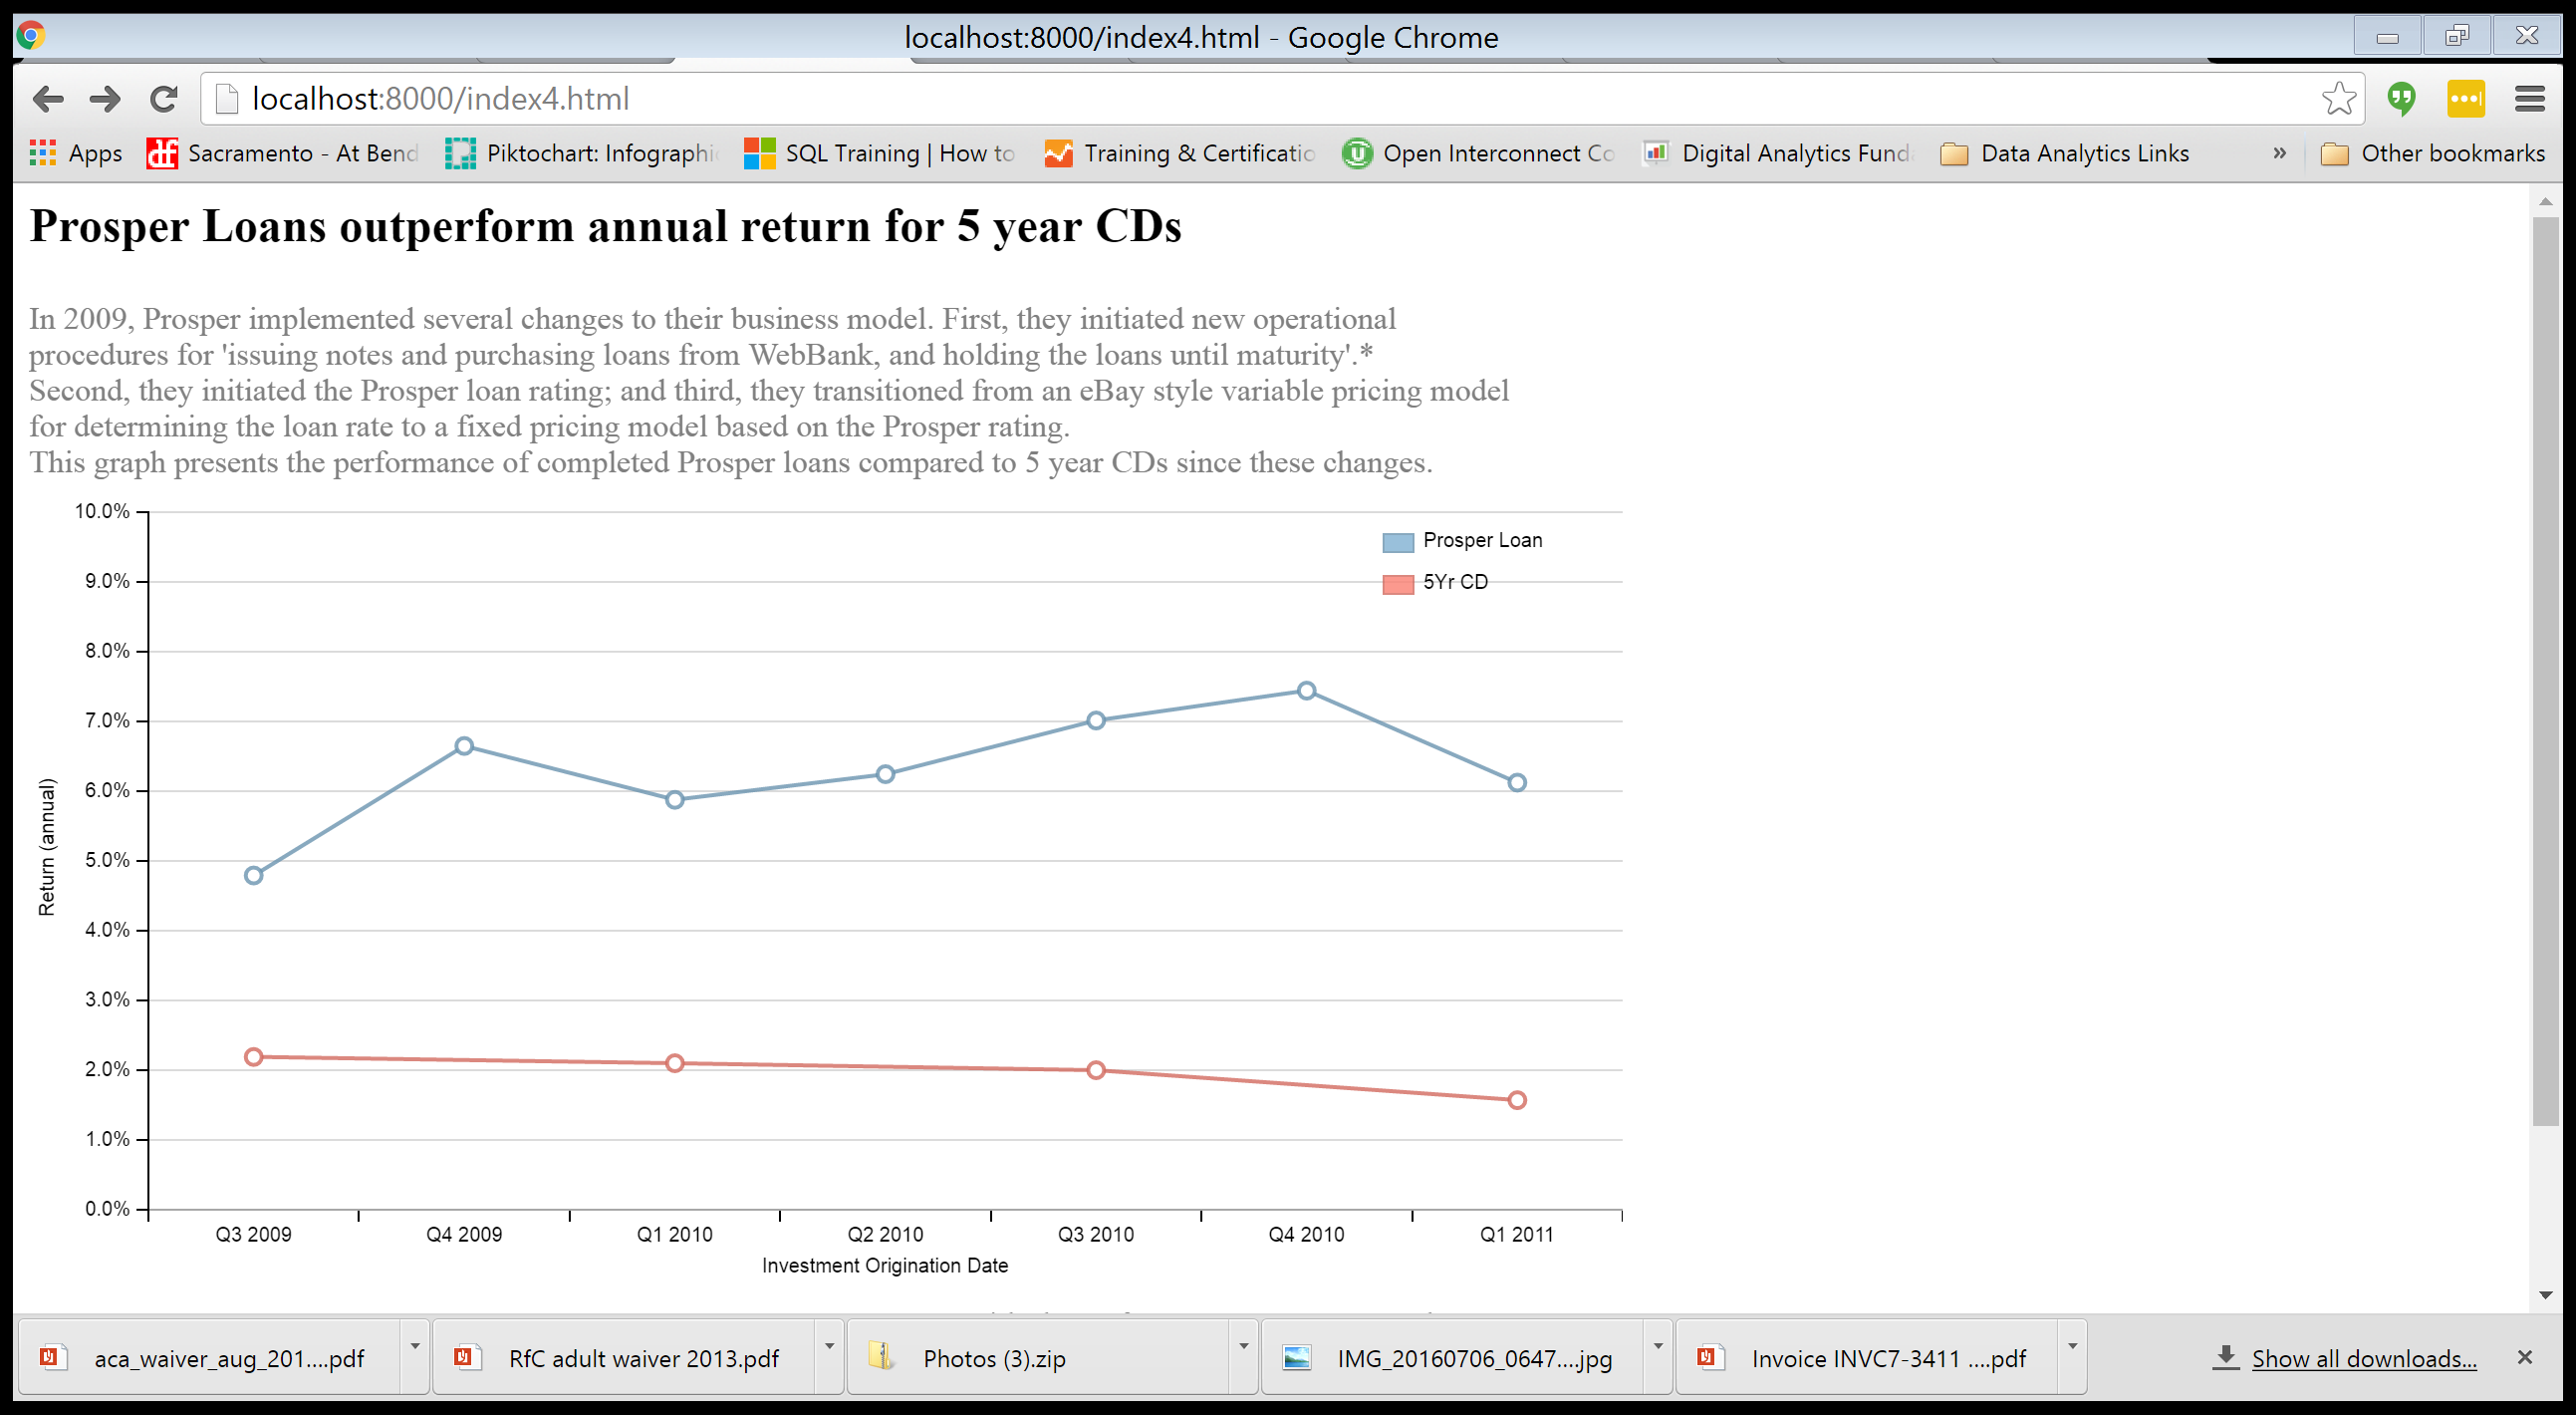 localhost:8000/index4.html - Google Chrome
localhost:8000/index4.html
Apps
Sacramento - At Bend
Piktochart: Infographic
SQL Training | How to
Training & Certificatio
Open Interconnect Co
Digital Analytics Funda
Data Analytics Links
»
Other bookmarks
Prosper Loans outperform annual return for 5 year CDs
In 2009, Prosper implemented several changes to their business model. First, they initiated new operational
procedures for 'issuing notes and purchasing loans from WebBank, and holding the loans until maturity'.*
Second, they initiated the Prosper loan rating; and third, they transitioned from an eBay style variable pricing model
for determining the loan rate to a fixed pricing model based on the Prosper rating.
This graph presents the performance of completed Prosper loans compared to 5 year CDs since these changes.
10.0%
9.0%
8.0%
7.0%
6.0%
5.0%
4.0%
3.0%
2.0%
1.0%
0.0%
Return (annual)
Prosper Loan
5Yr CD
Q3 2009
Q4 2009
Q1 2010
Q2 2010
Q3 2010
Q4 2010
Q1 2011
Investment Origination Date
aca_waiver_aug_201....pdf
RfC adult waiver 2013.pdf
Photos (3).zip
IMG_20160706_0647....jpg
Invoice INVC7-3411 ....pdf
Show all downloads...